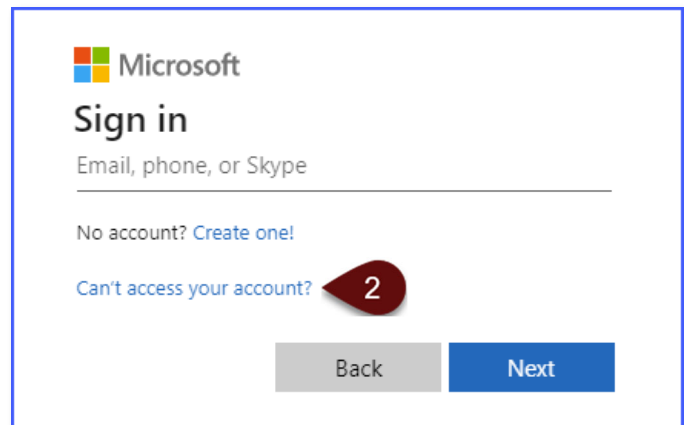 Microsoft
Sign in
Email, phone, or Skype
No account? Create one!
Can't access your account? 2
Back Next